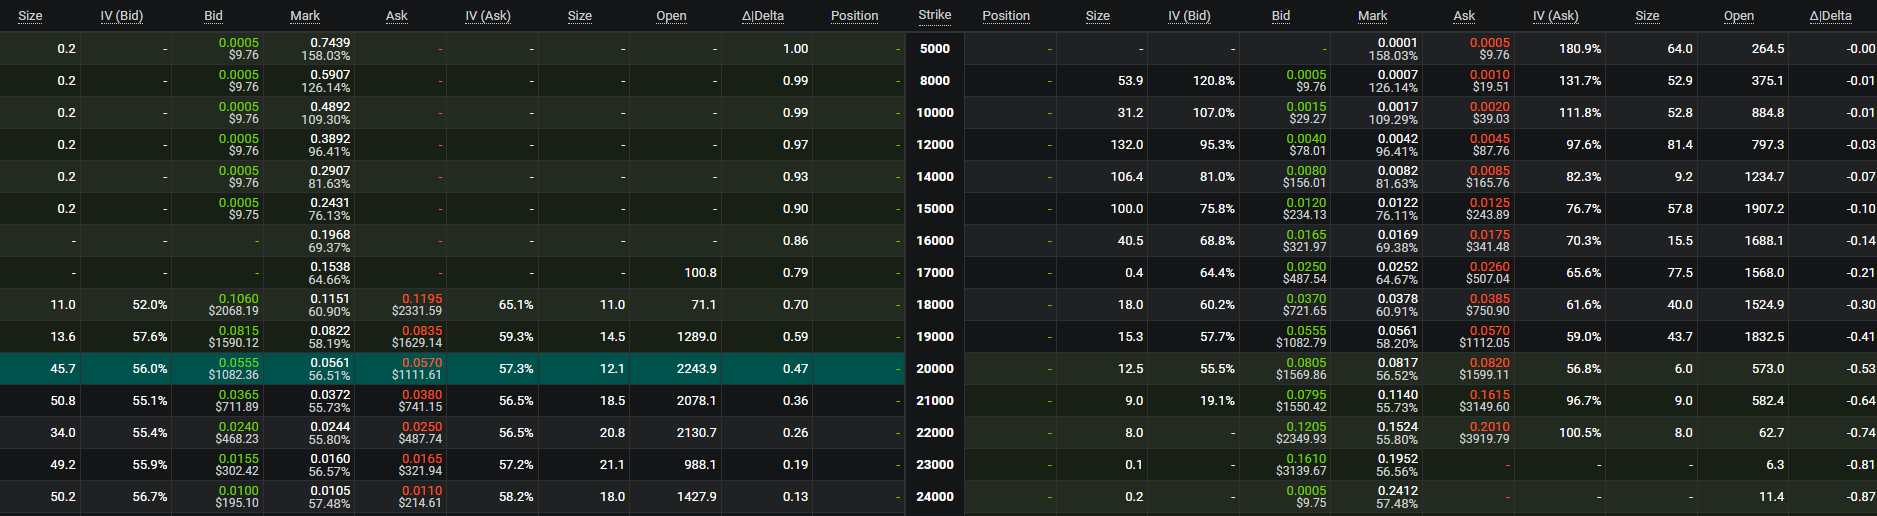 Size IV (Bid) Bid Mark Ask IV (Ask) Size Open Δ|Delta Position Strike Position Size IV (Bid) Bid Mark Ask IV (Ask) Size Open Δ|Delta
0.2 - 0.0005 0.7439 - - - - 1.00 - 5000 - - - - 0.0001 0.0005 180.9% 64.0 264.5 -0.00
$9.76 158.03% 158.03% $9.76
0.2 - 0.0005 0.5907 - - - - 0.99 - 8000 - 53.9 120.8% 0.0005 0.0007 0.0010 131.7% 52.9 375.1 -0.01
$9.76 126.14% $9.76 126.14% $19.51
0.2 - 0.0005 0.4892 - - - - 0.99 - 10000 - 31.2 107.0% 0.0015 0.0017 0.0020 111.8% 52.8 884.8 -0.01
$9.76 109.30% $29.27 109.29% $39.03
0.2 - 0.0005 0.3892 - - - - 0.97 - 12000 - 132.0 95.3% 0.0040 0.0042 0.0045 97.6% 81.4 797.3 -0.03
$9.76 96.41% $78.01 96.41% $87.76
0.2 - 0.0005 0.2907 - - - - 0.93 - 14000 - 106.4 81.0% 0.0080 0.0082 0.0085 82.3% 9.2 1234.7 -0.07
$9.76 81.63% $156.01 81.63% $165.76
0.2 - 0.0005 0.2431 - - - - 0.90 - 15000 - 100.0 75.8% 0.0120 0.0122 0.0125 76.7% 57.8 1907.2 -0.10
$9.75 76.13% $234.13 76.11% $243.89
- - - 0.1968 - - - - 0.86 - 16000 - 40.5 68.8% 0.0165 0.0169 0.0175 70.3% 15.5 1688.1 -0.14
69.37% $321.97 69.38% $341.48
- - - 0.1538 - - - 100.8 0.79 - 17000 - 0.4 64.4% 0.0250 0.0252 0.0260 65.6% 77.5 1568.0 -0.21
64.66% $487.54 64.67% $507.04
11.0 52.0% 0.1060 0.1151 0.1195 65.1% 11.0 71.1 0.70 - 18000 - 18.0 60.2% 0.0370 0.0378 0.0385 61.6% 40.0 1524.9 -0.30
$2068.19 60.90% $2331.59 $721.65 60.91% $750.90
13.6 57.6% 0.0815 0.0822 0.0835 59.3% 14.5 1289.0 0.59 - 19000 - 15.3 57.7% 0.0555 0.0561 0.0570 59.0% 43.7 1832.5 -0.41
$1590.12 58.19% $1629.14 $1082.79 58.20% $1112.05
45.7 56.0% 0.0555 0.0561 0.0570 57.3% 12.1 2243.9 0.47 - 20000 - 12.5 55.5% 0.0805 0.0817 0.0820 56.8% 6.0 573.0 -0.53
$1082.36 56.51% $1111.61 $1569.86 56.52% $1599.11
50.8 55.1% 0.0365 0.0372 0.0380 56.5% 18.5 2078.1 0.36 - 21000 - 9.0 19.1% 0.0795 0.1140 0.1615 96.7% 9.0 582.4 -0.64
$711.89 55.73% $741.15 $1550.42 55.73% $3149.60
34.0 55.4% 0.0240 0.0244 0.0250 56.5% 20.8 2130.7 0.26 - 22000 - 8.0 - 0.1205 0.1524 0.2010 100.5% 8.0 62.7 -0.74
$468.23 55.80% $487.74 $2349.93 55.80% $3919.79
49.2 55.9% 0.0155 0.0160 0.0165 57.2% 21.1 988.1 0.19 - 23000 - 0.1 - 0.1610 0.1952 - - - 6.3 -0.81
$302.42 56.57% $321.94 $3139.67 56.56%
50.2 56.7% 0.0100 0.0105 0.0110 58.2% 18.0 1427.9 0.13 - 24000 - 0.2 - 0.0005 0.2412 - - - 11.4 -0.87
$195.10 57.48% $214.61 $9.75 57.48%